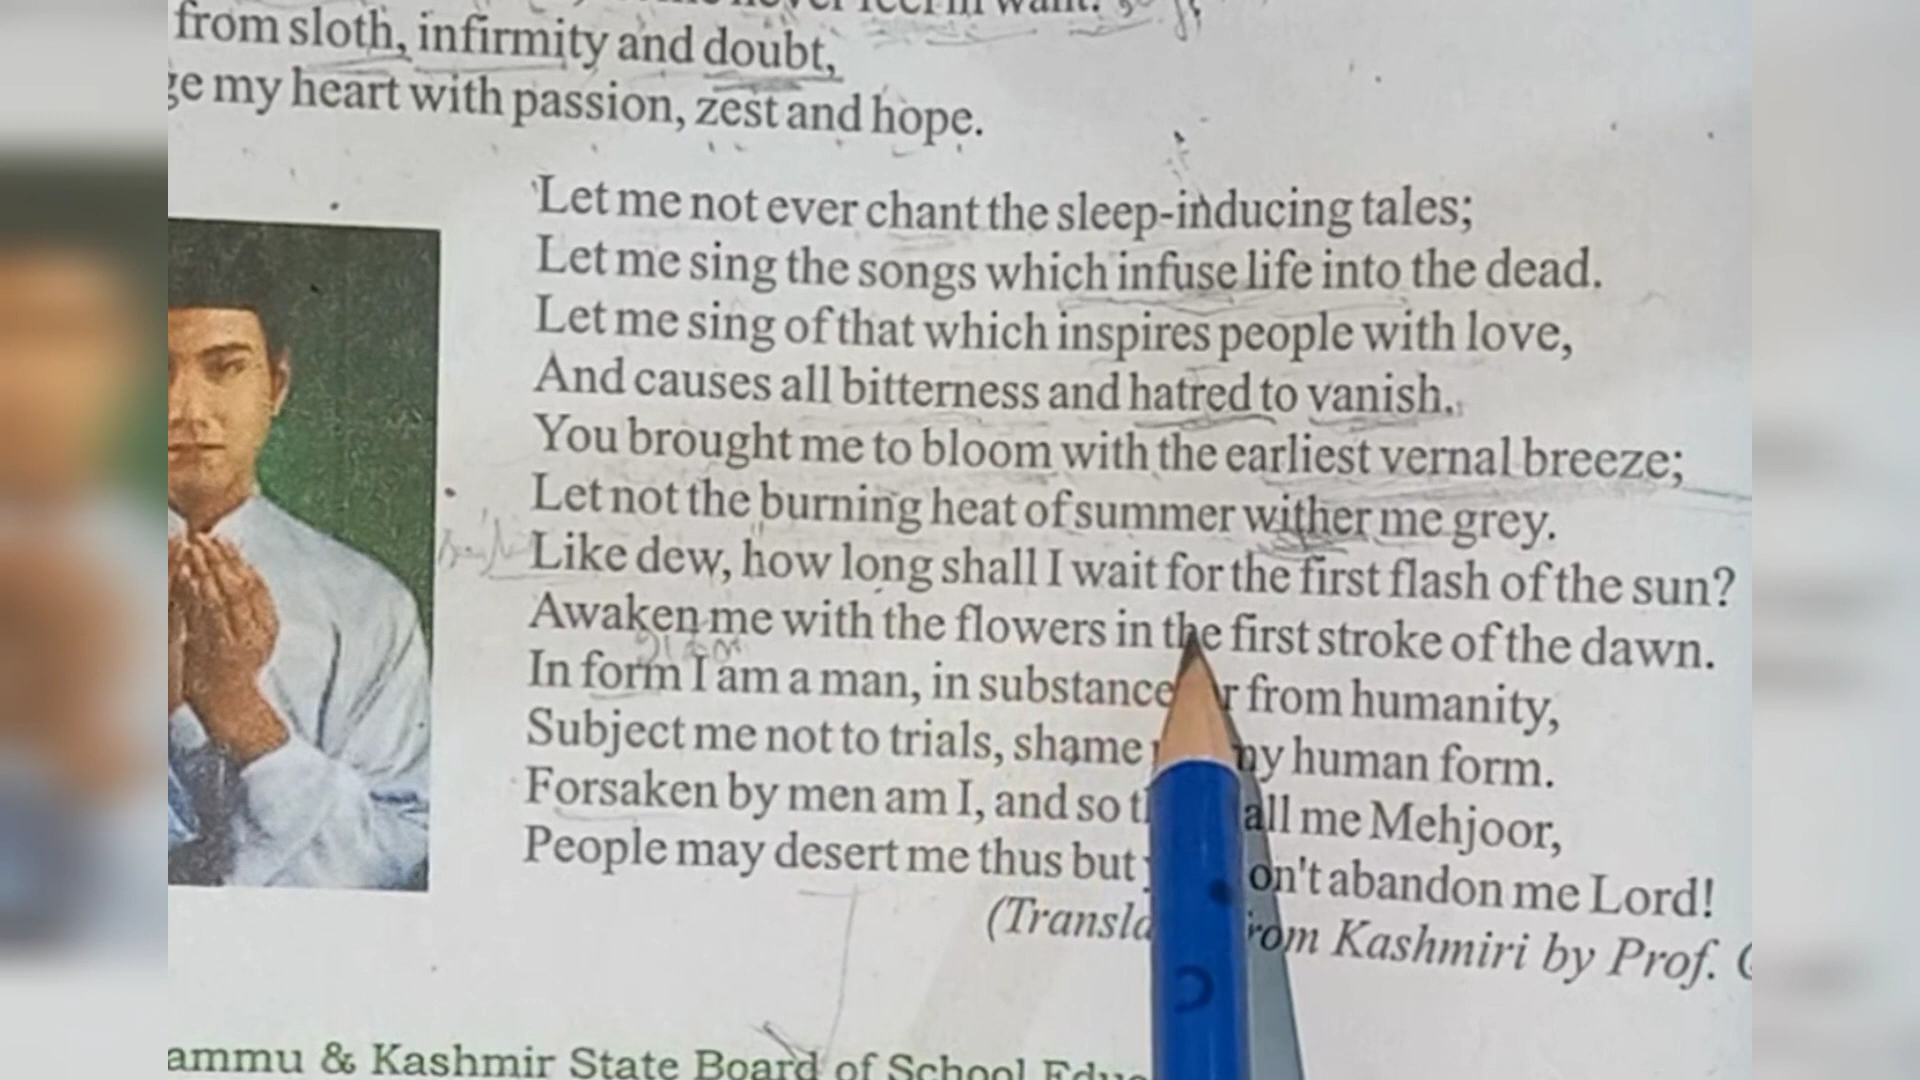 never feel in want.
from sloth, infirmity and doubt,
ge my heart with passion, zest and hope.
Let me not ever chant the sleep-inducing tales;
Let me sing the songs which infuse life into the dead.
Let me sing of that which inspires people with love,
And causes all bitterness and hatred to vanish.
You brought me to bloom with the earliest vernal breeze;
Let not the burning heat of summer wither me grey.
Like dew, how long shall I wait for the first flash of the sun?
Awaken me with the flowers in the first stroke of the dawn.
In form I am a man, in substance r from humanity,
Subject me not to trials, shame my human form.
Forsaken by men am I, and so all me Mehjoor,
People may desert me thus but on't abandon me Lord!
(Transla rom Kashmiri by Prof.
ammu & Kashmir State Board of School Educ